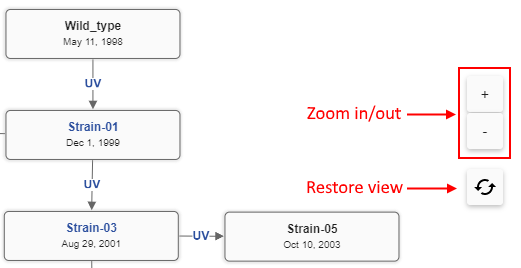 Wild_type
May 11, 1998
UV
+
Zoom in/out
Strain-01
Dec 1, 1999
-
UV
Restore view
Strain-03
Aug 29, 2001
UV
Strain-05
Oct 10, 2003